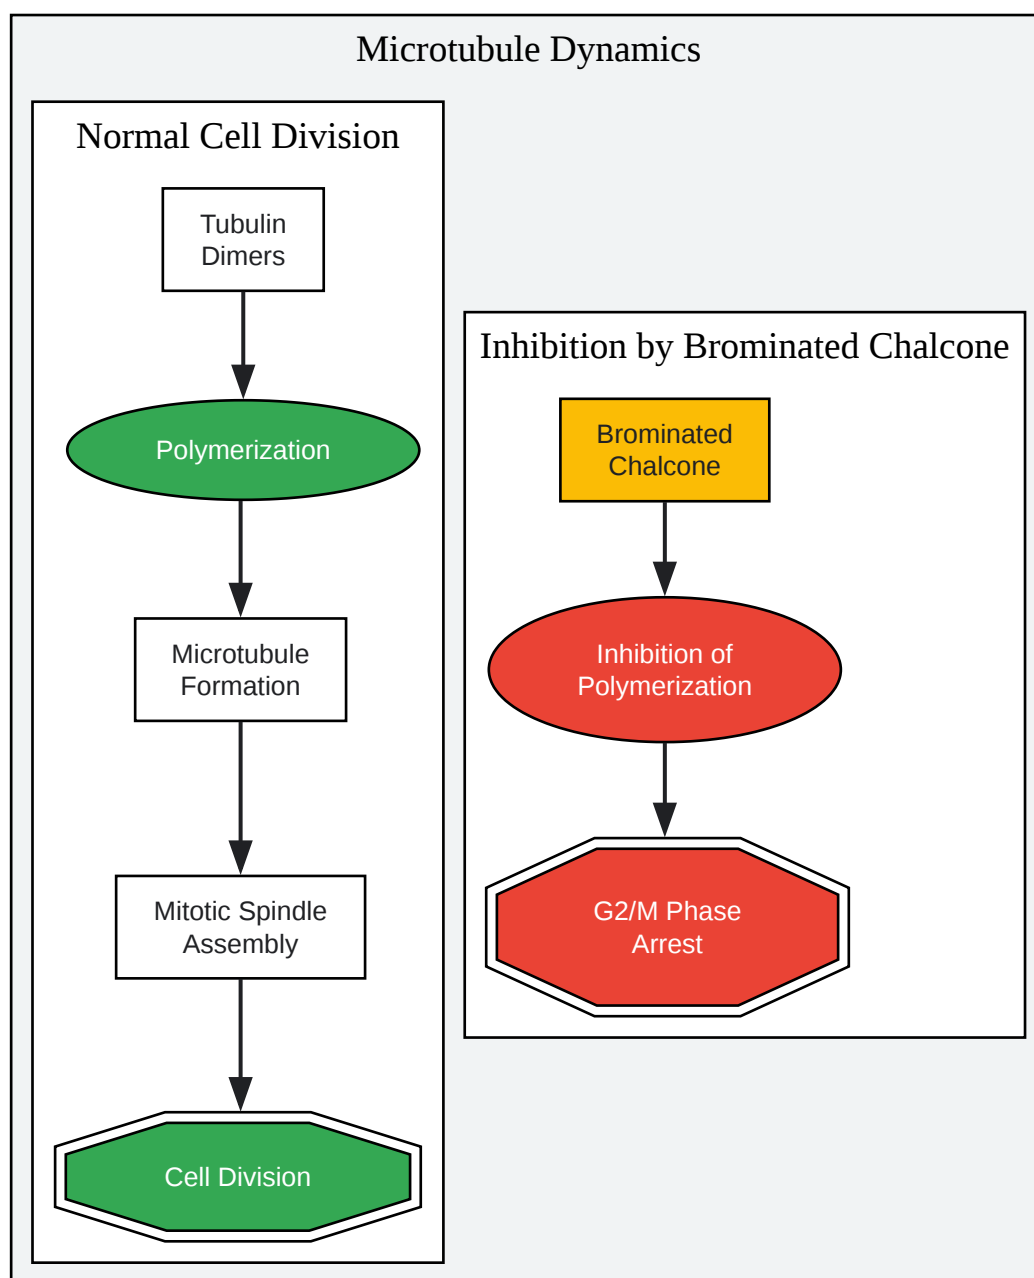 Microtubule Dynamics
Normal Cell Division
Tubulin
Dimers
Polymerization
Microtubule
Formation
Mitotic Spindle
Assembly
Cell Division
Inhibition by Brominated Chalcone
Brominated
Chalcone
Inhibition of
Polymerization
G2/M Phase
Arrest